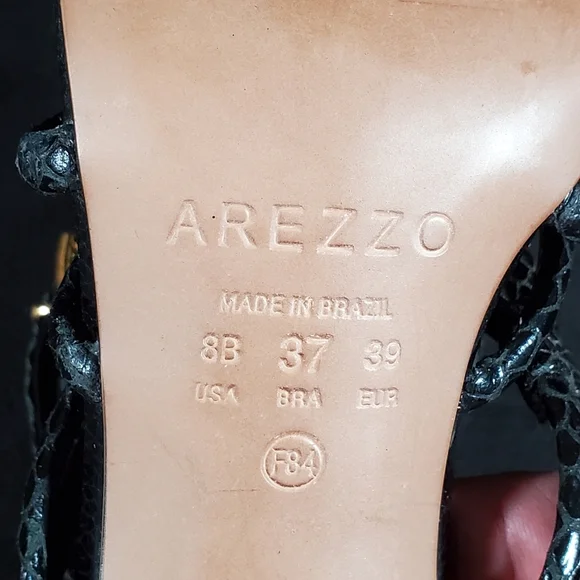 AREZZO
MADE IN BRAZIL
8B 37 39
USA BRA EUR
F84